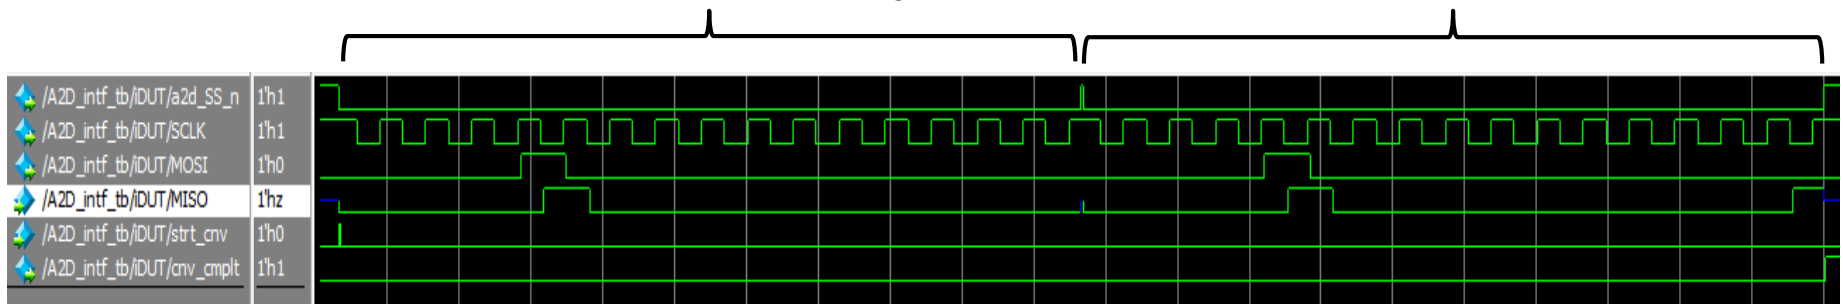 /A2D_intf_tb/iDUT/a2d_SS_n 1'h1
/A2D_intf_tb/iDUT/SCLK 1'h1
/A2D_intf_tb/iDUT/MOSI 1'h0
/A2D_intf_tb/iDUT/MISO 1'hz
/A2D_intf_tb/iDUT/strt_cnv 1'h0
/A2D_intf_tb/iDUT/cnv_cmplt 1'h1